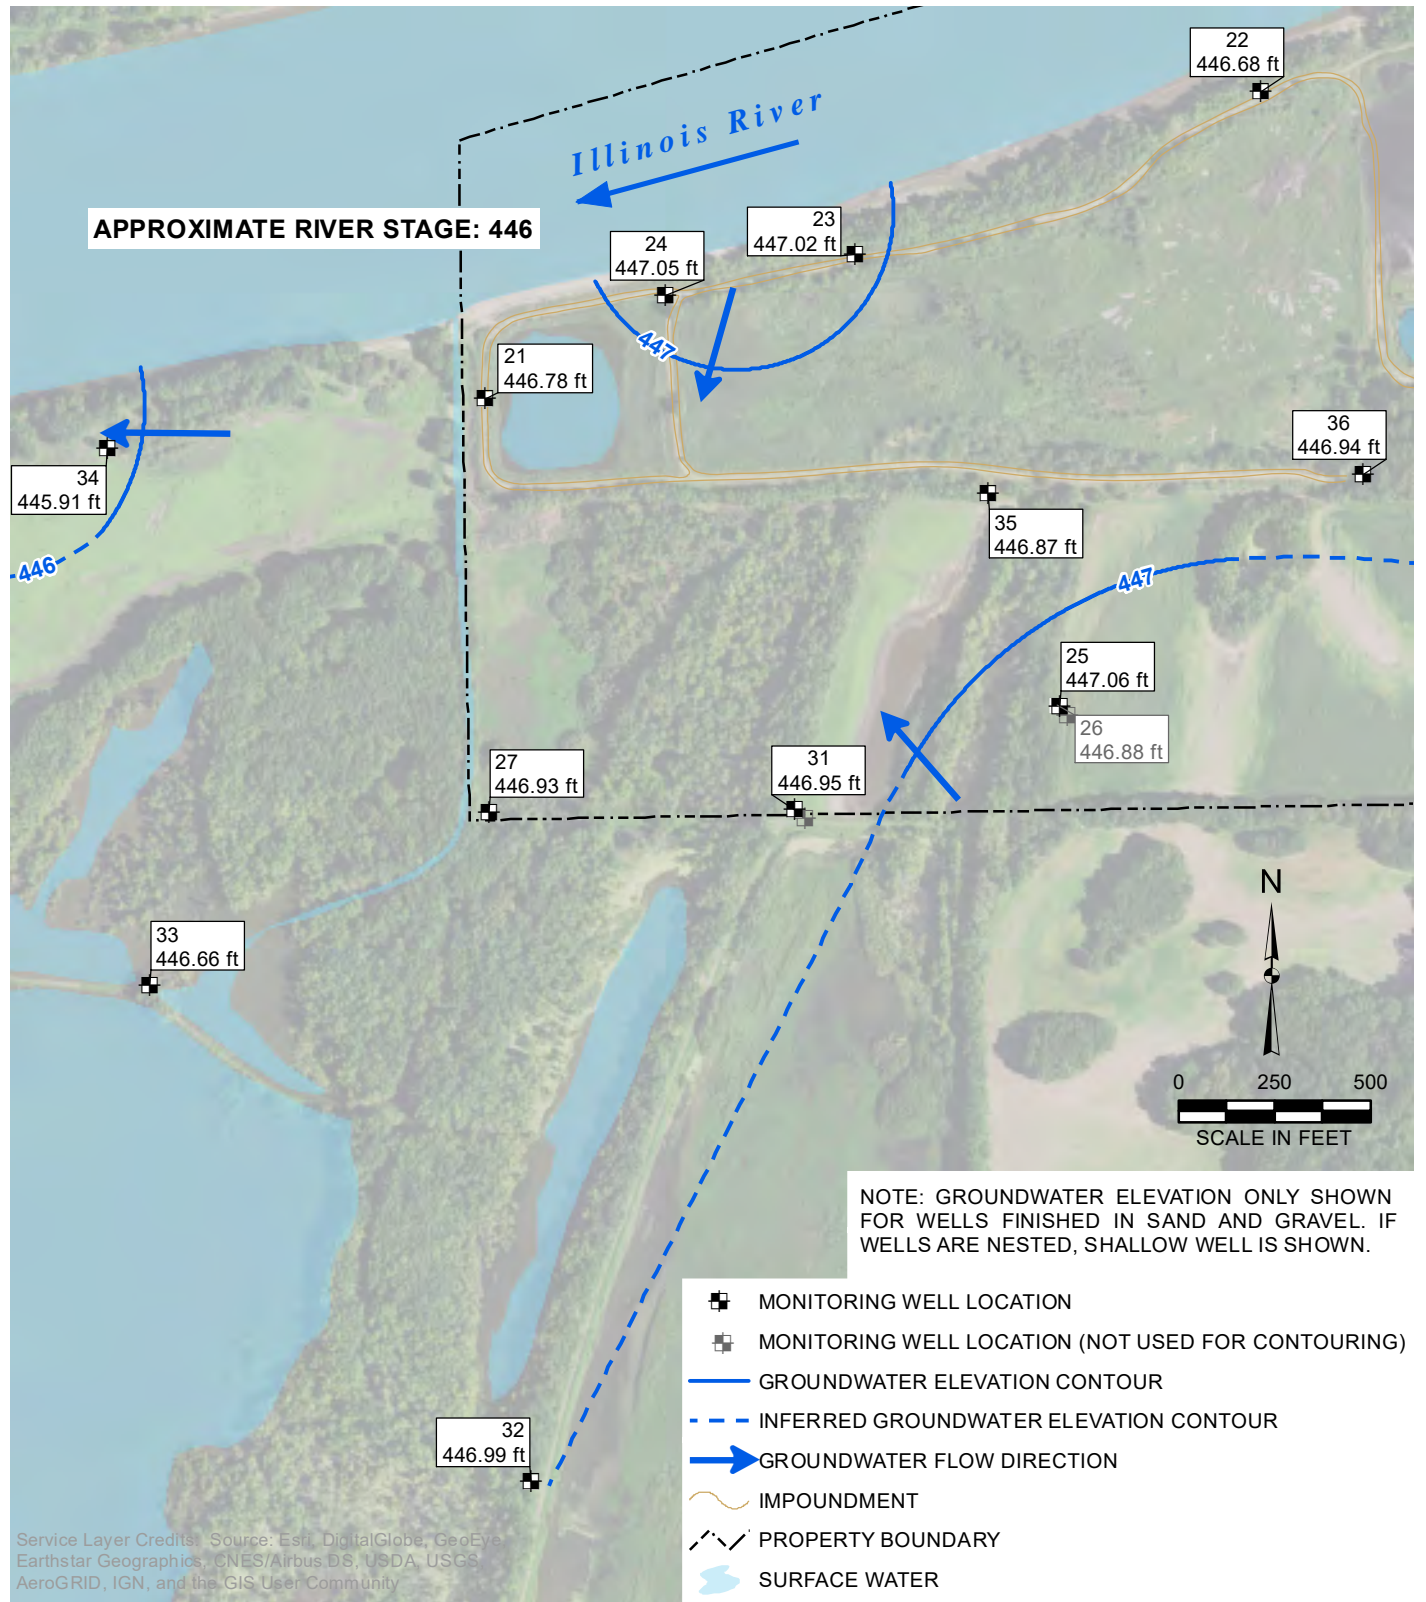 22
446.68 ft
Illinois River
APPROXIMATE RIVER STAGE: 446
23
447.02 ft
24
447.05 ft
447
21
446.78 ft
36
446.94 ft
34
445.91 ft
35
446.87 ft
446
447
25
447.06 ft
26
446.88 ft
27
446.93 ft
31
446.95 ft
33
446.66 ft
N
0 250 500
SCALE IN FEET
NOTE: GROUNDWATER ELEVATION ONLY SHOWN
FOR WELLS FINISHED IN SAND AND GRAVEL. IF
WELLS ARE NESTED, SHALLOW WELL IS SHOWN.
MONITORING WELL LOCATION
MONITORING WELL LOCATION (NOT USED FOR CONTOURING)
GROUNDWATER ELEVATION CONTOUR
INFERRED GROUNDWATER ELEVATION CONTOUR
GROUNDWATER FLOW DIRECTION
IMPOUNDMENT
PROPERTY BOUNDARY
SURFACE WATER
32
446.99 ft
Service Layer Credits: Source: Esri, DigitalGlobe, GeoEye,
Earthstar Geographics, CNES/Airbus DS, USDA, USGS,
AeroGRID, IGN, and the GIS User Community